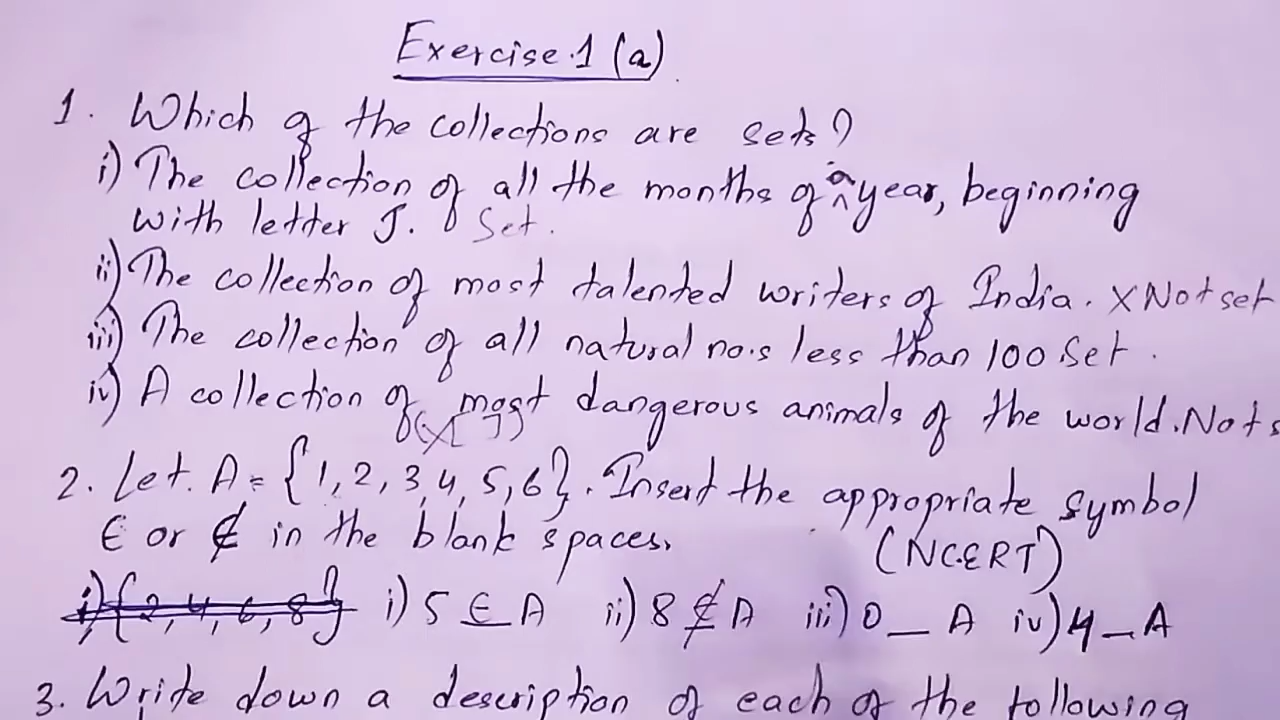 Exercise.1 (a)
1. Which of the collections are sets?
i) The collection of all the months of a year, beginning
with letter J. Set.
ii) The collection of most talented writers of India. X Not set
iii) The collection of all natural no.s less than 100 Set.
iv) A collection of most dangerous animals of the world. Not s
2. Let. A = {1, 2, 3, 4, 5, 6}. Insert the appropriate symbol
∈ or ∉ in the blank spaces.
(NCERT)
i) {2, 4, 6, 8} i) 5 ∈ A ii) 8 ∉ A iii) 0 _ A iv) 4 _ A
3. Write down a description of each of the following